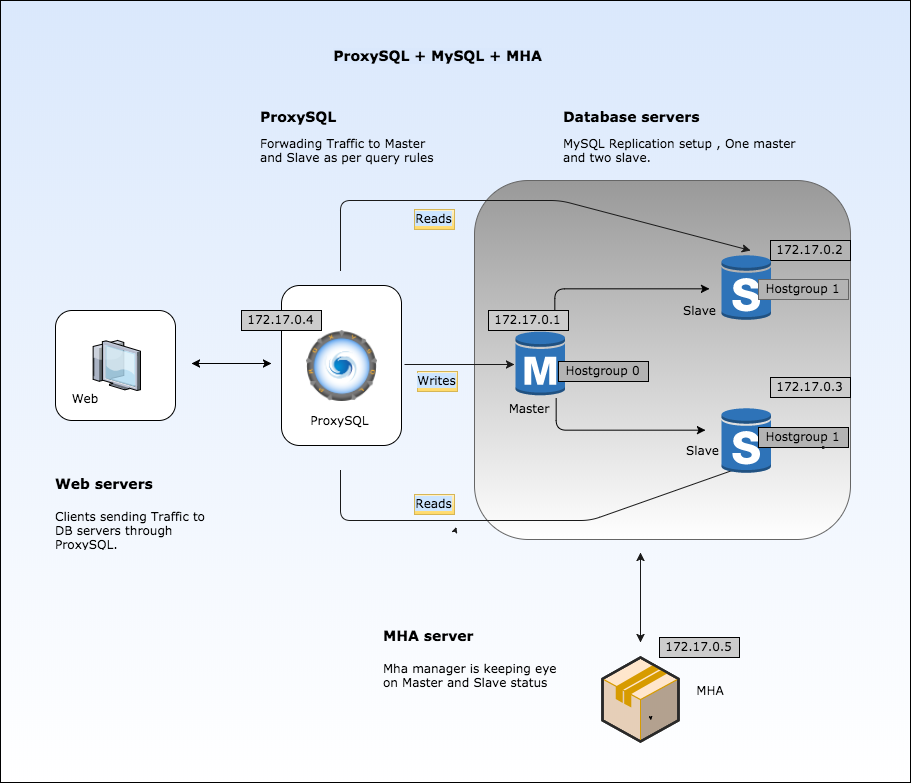 ProxySQL + MySQL + MHA
ProxySQL
Forwading Traffic to Master
and Slave as per query rules
Database servers
MySQL Replication setup , One master
and two slave.
Reads
172.17.0.2
S
Hostgroup 1
Slave
172.17.0.4
ProxySQL
Web
172.17.0.1
M
Hostgroup 0
Master
Writes
172.17.0.3
S
Hostgroup 1
Slave
Reads
Web servers
Clients sending Traffic to
DB servers through
ProxySQL.
MHA server
Mha manager is keeping eye
on Master and Slave status
172.17.0.5
MHA